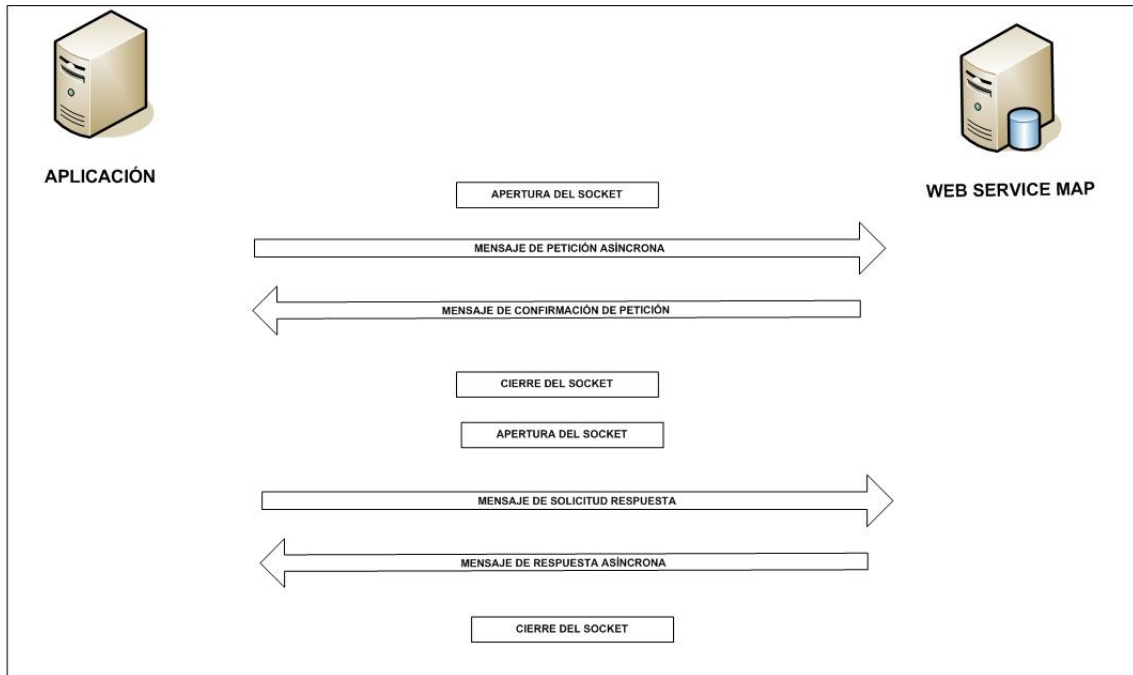 APLICACIÓN
WEB SERVICE MAP
APERTURA DEL SOCKET
MENSAJE DE PETICIÓN ASÍNCRONA
MENSAJE DE CONFIRMACIÓN DE PETICIÓN
CIERRE DEL SOCKET
APERTURA DEL SOCKET
MENSAJE DE SOLICITUD RESPUESTA
MENSAJE DE RESPUESTA ASÍNCRONA
CIERRE DEL SOCKET